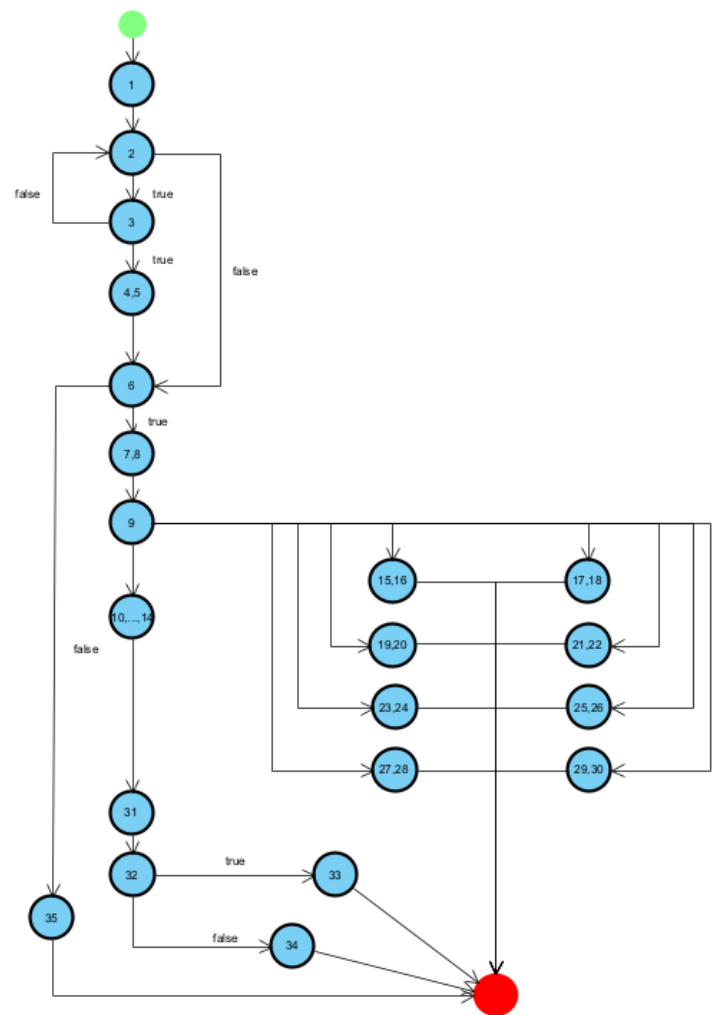 1
2
false
true
3
true
false
4,5
6
true
7,8
9
15,16
17,18
10,...,14
19,20
21,22
false
23,24
25,26
27,28
29,30
31
true
32
33
35
false
34